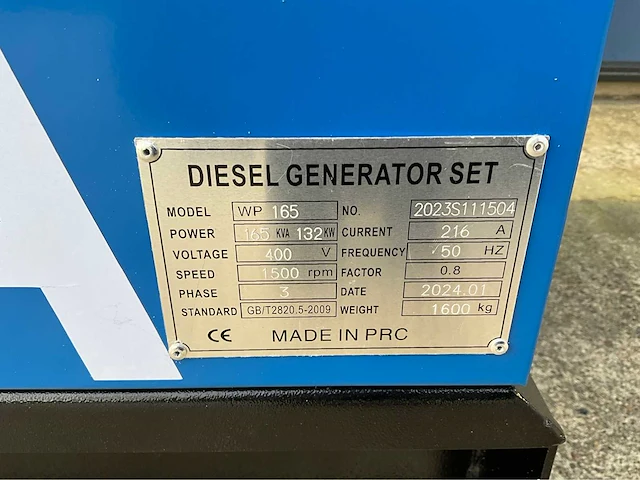 DIESEL GENERATOR SET
MODEL WP 165 NO. 2023S111504
POWER 165 KVA 132 KW CURRENT 216 A
VOLTAGE 400 V FREQUENCY 50 HZ
SPEED 1500 rpm FACTOR 0.8
PHASE 3 DATE 2024.01
STANDARD GB/T2820.5-2009 WEIGHT 1600 kg
CE MADE IN PRC